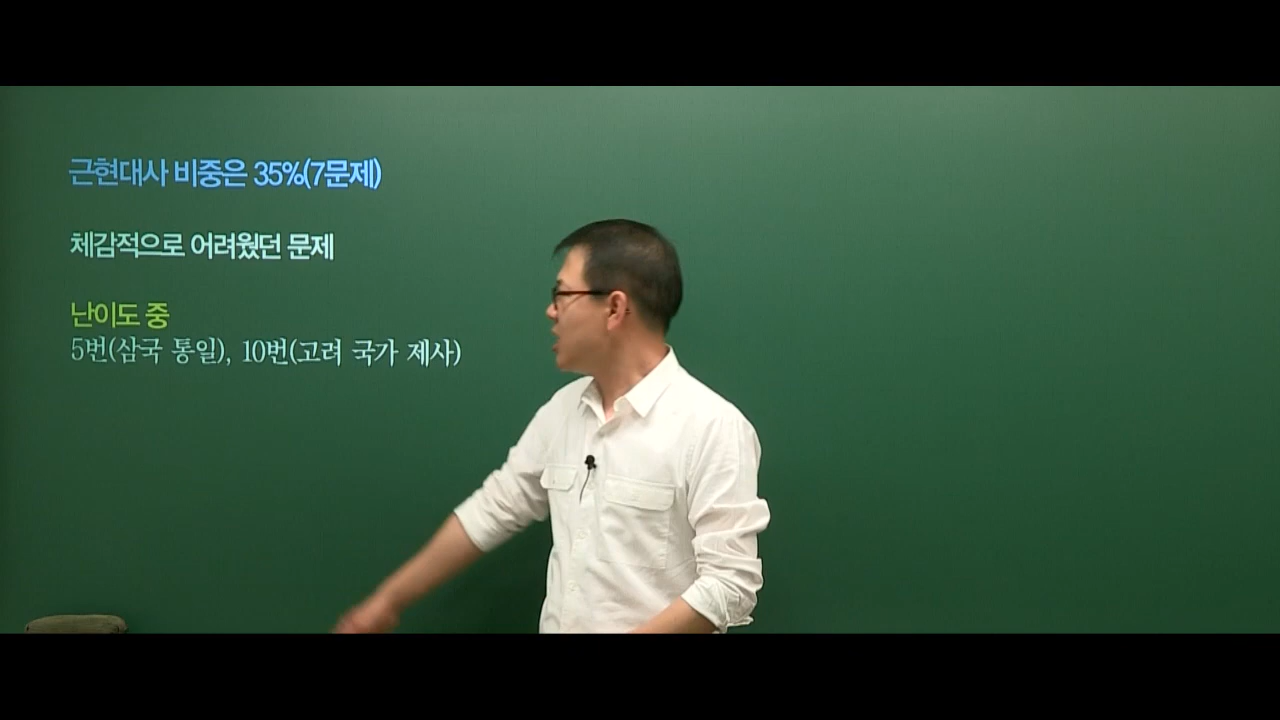 근현대사 비중은 35%(7문제)
체감적으로 어려웠던 문제
난이도 중
5번(삼국 통일), 10번(고려 국가 제사)